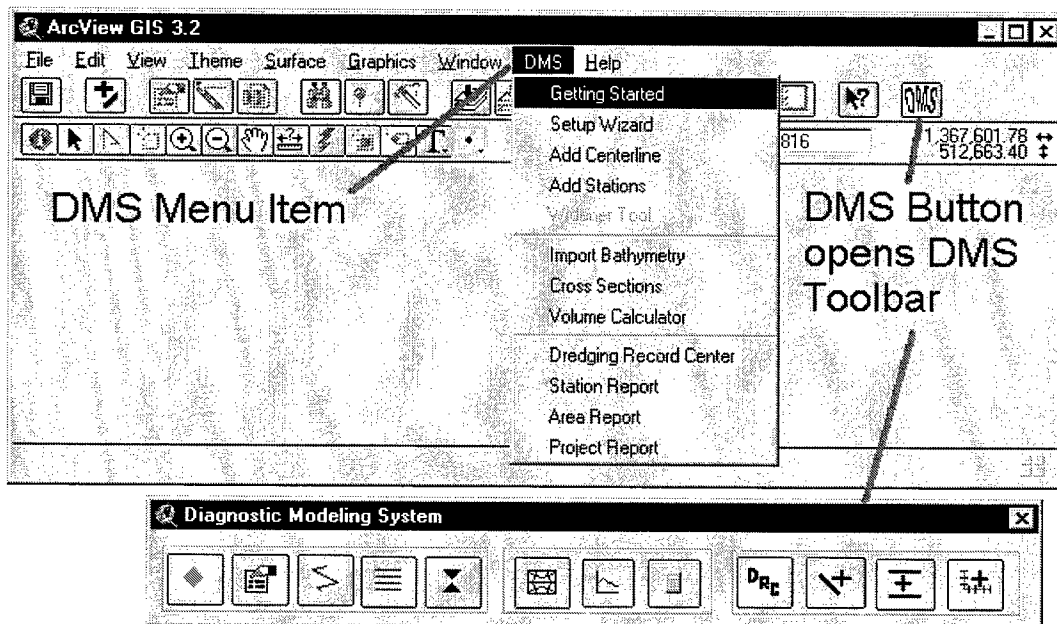 ArcView GIS 3.2
File Edit View Theme Surface Graphics Window DMS Help
DMS
816
1,367,601.78
512,663.40
Getting Started
Setup Wizard
Add Centerline
Add Stations
Widener Tool
Import Bathymetry
Cross Sections
Volume Calculator
Dredging Record Center
Station Report
Area Report
Project Report
DMS Menu Item
DMS Button
opens DMS
Toolbar
Diagnostic Modeling System
DRC